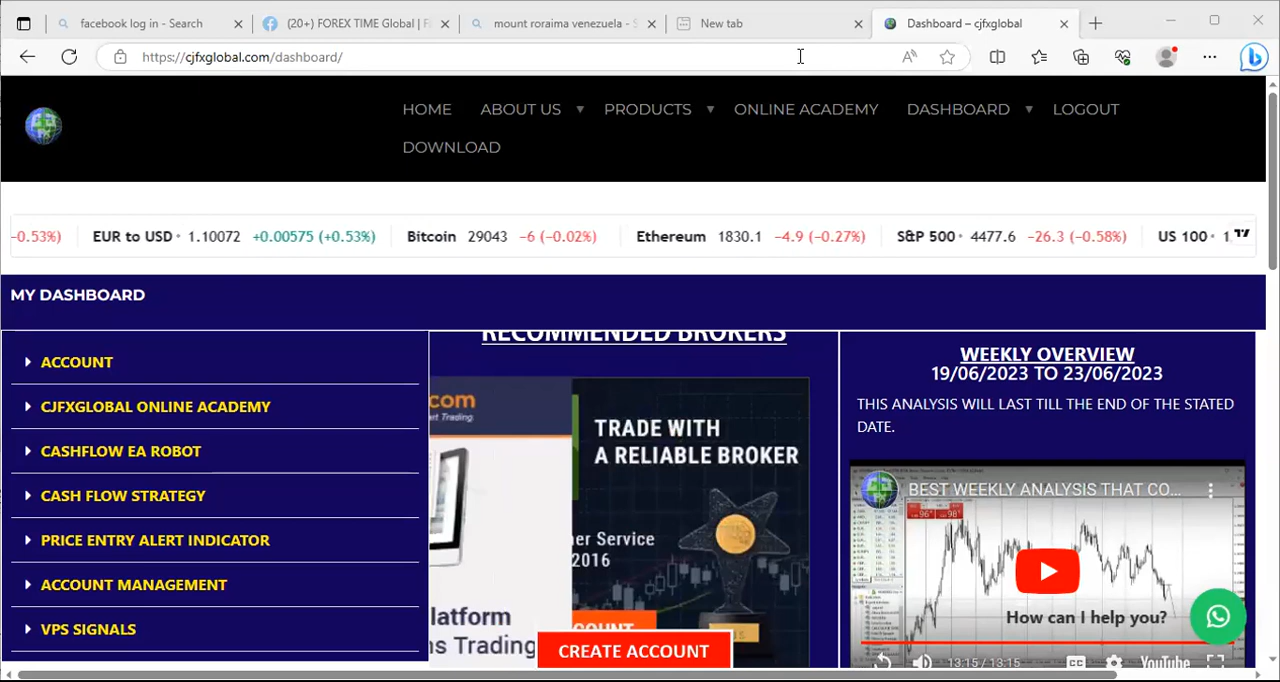 facebook log in - Search
(20+) FOREX TIME Global | F
mount roraima venezuela - S
New tab
Dashboard – cjfxglobal.com
https://cjfxglobal.com/dashboard/
HOME ABOUT US PRODUCTS ONLINE ACADEMY DASHBOARD LOGOUT
DOWNLOAD
−0.53%) EUR to USD 1.10072 +0.00575 (+0.53%) Bitcoin 29043 −6 (−0.02%) Ethereum 1830.1 −4.9 (−0.27%) S&P 500 4477.6 −26.3 (−0.58%) US 100
MY DASHBOARD
ACCOUNT
CJFXGLOBAL ONLINE ACADEMY
CASHFLOW EA ROBOT
CASH FLOW STRATEGY
PRICE ENTRY ALERT INDICATOR
ACCOUNT MANAGEMENT
VPS SIGNALS
RECOMMENDED BROKERS
com
TRADE WITH
A RELIABLE BROKER
Service
2016
latform
ns Trading
COUNT
CREATE ACCOUNT
WEEKLY OVERVIEW
19/06/2023 TO 23/06/2023
THIS ANALYSIS WILL LAST TILL THE END OF THE STATED
DATE.
BEST WEEKLY ANALYSIS THAT CO...
How can I help you?
13:15 / 13:15
CC
YouTube